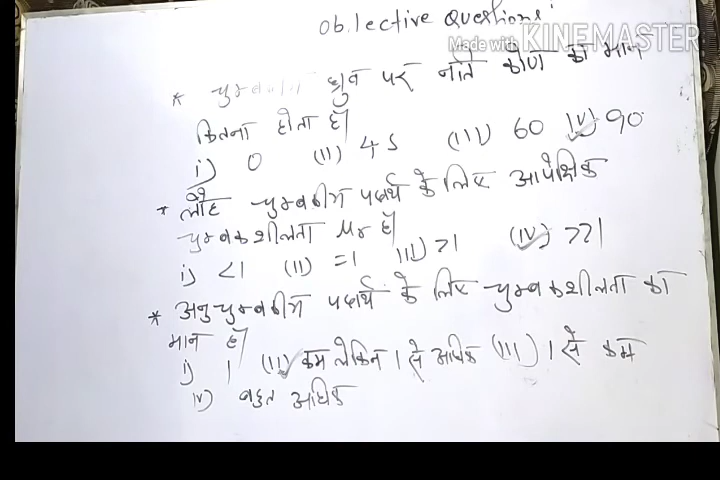 Ob.lective Questions'
Made with KINEMASTER
* चुम्बकीय ध्रुव पर नति कोण का मान
कितना होता है
i) 0 (II) 45 (III) 60 (IV) 90
* लौह चुम्बकीय पदार्थ के लिए आपेक्षिक
चुम्बकशीलता μr है
i) <1 (II) =1 III) >1 (IV) >>1
* अनुचुम्बकीय पदार्थ के लिए चुम्बकशीलता का
मान है
i) 1 (II) कम लेकिन 1 से अधिक (III) 1 से कम
IV) बहुत अधिक